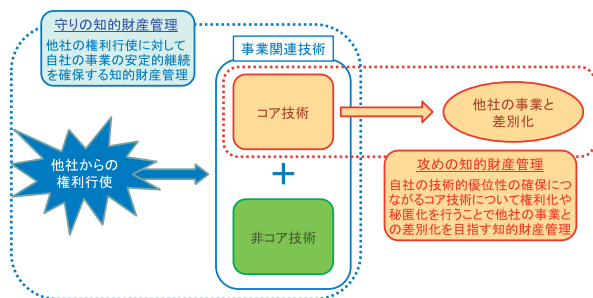 守りの知的財産管理
他社の権利行使に対して
自社の事業の安定的継続
を確保する知的財産管理
事業関連技術
コア技術
他社の事業と
差別化
他社からの
権利行使
+
非コア技術
攻めの知的財産管理
自社の技術的優位性の確保につ
ながるコア技術について権利化や
秘匿化を行うことで他社の事業と
の差別化を目指す知的財産管理